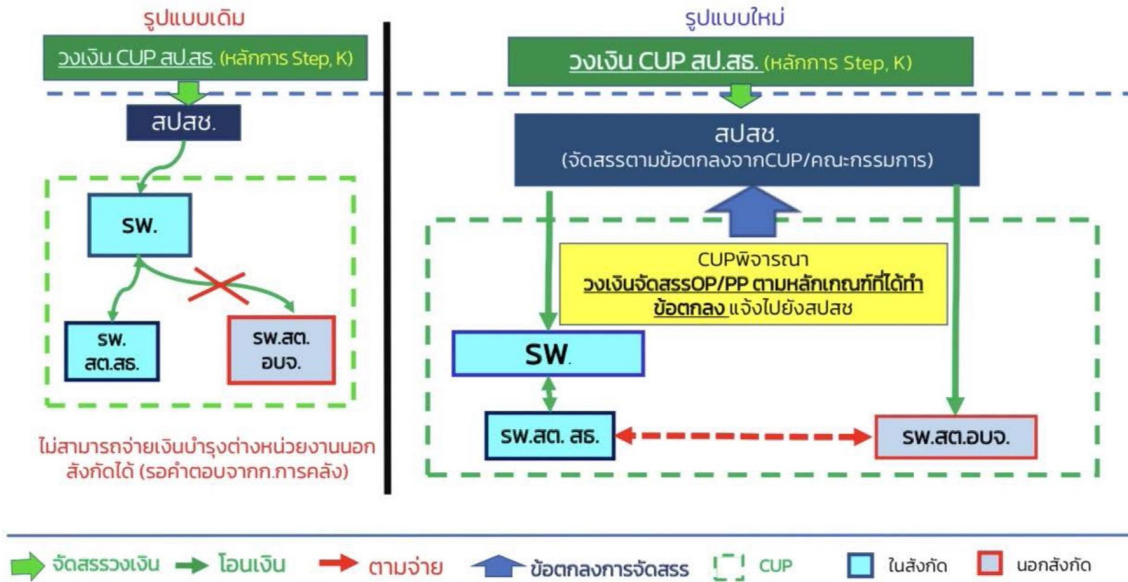 รูปแบบเดิม
วงเงิน CUP สป.สธ. (หลักการ Step, K)
สปสช.
รพ.
รพ.
สต.สธ.
รพ.สต.
อบจ.
ไม่สามารถจ่ายเงินบำรุงต่างหน่วยงานนอก
สังกัดได้ (รอคำตอบจากก.การคลัง)
รูปแบบใหม่
วงเงิน CUP สป.สธ. (หลักการ Step, K)
สปสช.
(จัดสรรตามข้อตกลงจากCUP/คณะกรรมการ)
CUPพิจารณา
วงเงินจัดสรรOP/PP ตามหลักเกณฑ์ที่ได้ทำ
ข้อตกลง แจ้งไปยังสปสช
รพ.
รพ.สต. สธ.
รพ.สต.อบจ.
จัดสรรวงเงิน
โอนเงิน
ตามจ่าย
ข้อตกลงการจัดสรร
CUP
ในสังกัด
นอกสังกัด